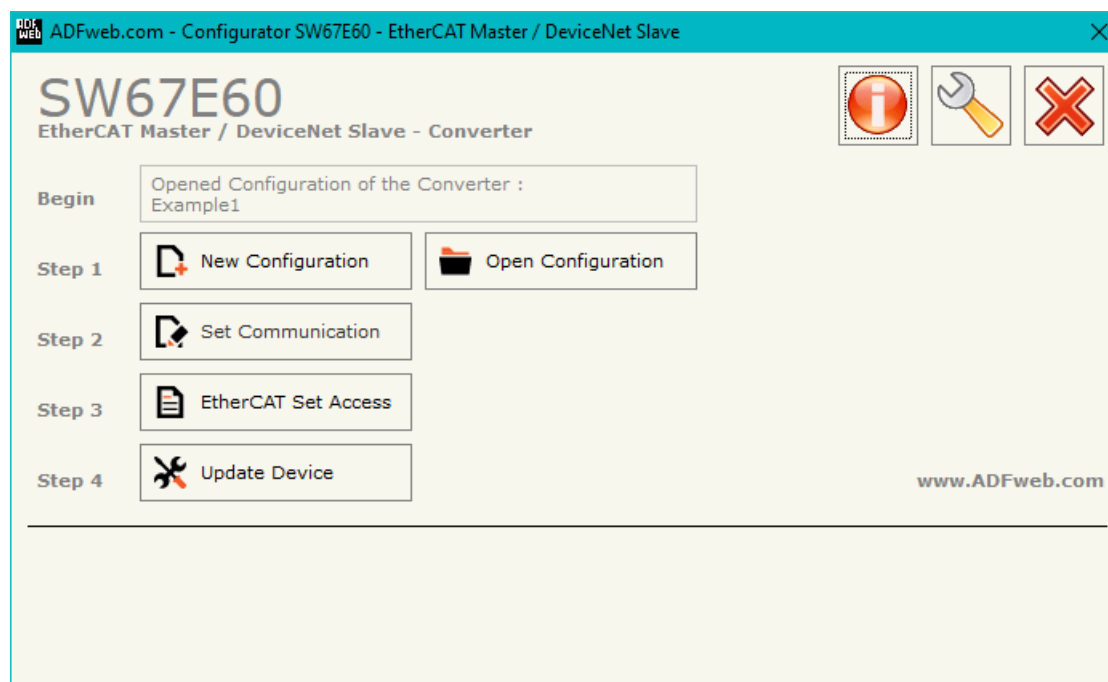 ADF WEB ADFweb.com - Configurator SW67E60 - EtherCAT Master / DeviceNet Slave
SW67E60
EtherCAT Master / DeviceNet Slave - Converter
Begin
Opened Configuration of the Converter :
Example1
Step 1
New Configuration
Open Configuration
Step 2
Set Communication
Step 3
EtherCAT Set Access
Step 4
Update Device
www.ADFweb.com